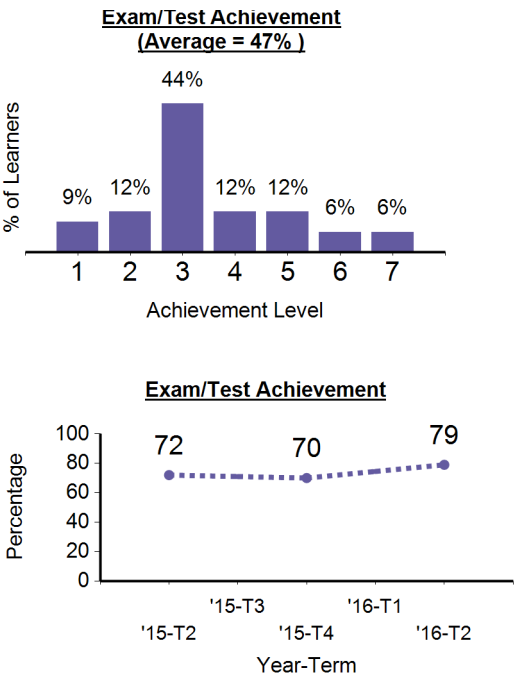 Exam/Test Achievement
(Average = 47% )
44%
12%
12%
12%
9%
6%
6%
% of Learners
1 2 3 4 5 6 7
Achievement Level
Exam/Test Achievement
100
80
60
40
20
0
72
70
79
Percentage
'15-T3
'16-T1
'15-T2
'15-T4
'16-T2
Year-Term